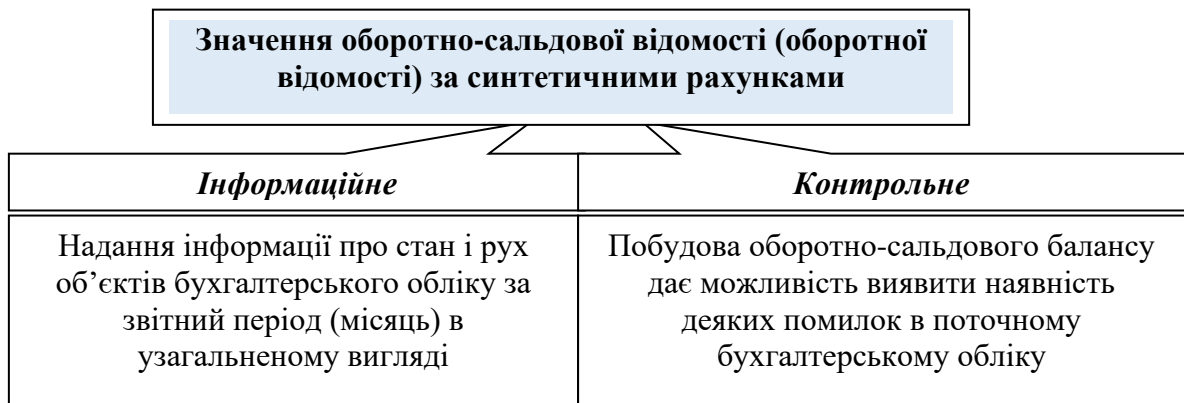 Значення оборотно-сальдової відомості (оборотної
відомості) за синтетичними рахунками
Інформаційне
Контрольне
Надання інформації про стан і рух
об’єктів бухгалтерського обліку за
звітний період (місяць) в
узагальненому вигляді
Побудова оборотно-сальдового балансу
дає можливість виявити наявність
деяких помилок в поточному
бухгалтерському обліку